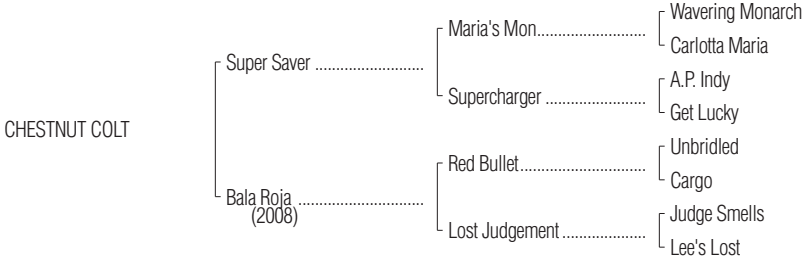 Wavering Monarch
Maria's Mon..........................
Carlotta Maria
Super Saver ..........................
A.P. Indy
Supercharger ........................
Get Lucky
CHESTNUT COLT
Unbridled
Red Bullet..............................
Cargo
Bala Roja ..............................
(2008)
Judge Smells
Lost Judgement ....................
Lee's Lost